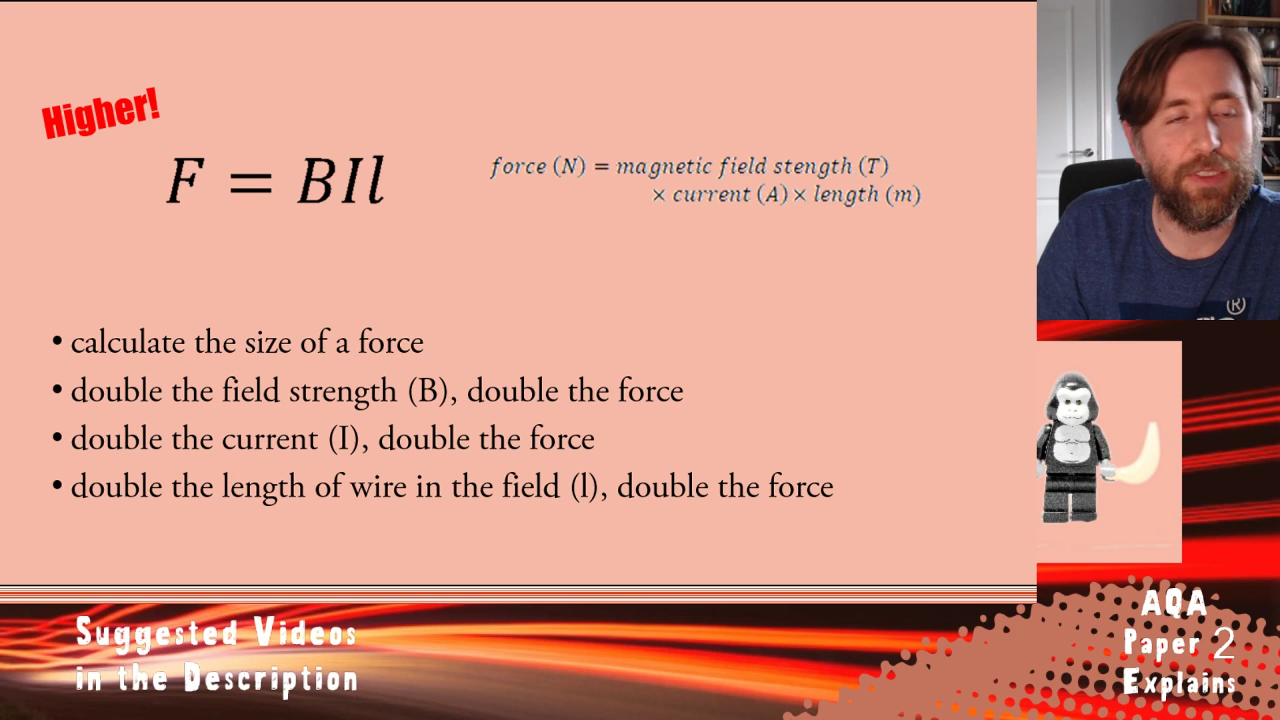 Higher!
F = BIl
force (N) = magnetic field stength (T)
× current (A) × length (m)
• calculate the size of a force
• double the field strength (B), double the force
• double the current (I), double the force
• double the length of wire in the field (l), double the force
®
Suggested Videos
in the Description
AQA
Paper 2
Explains